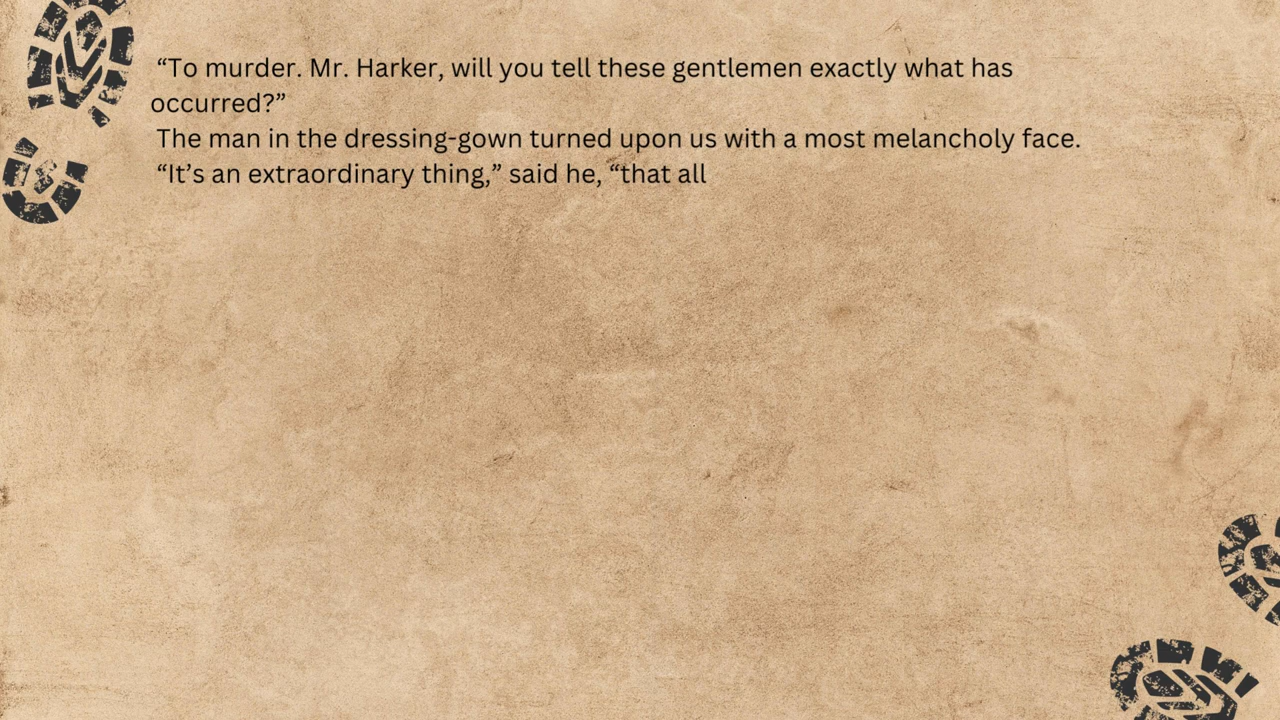 “To murder. Mr. Harker, will you tell these gentlemen exactly what has
occurred?”
The man in the dressing-gown turned upon us with a most melancholy face.
“It’s an extraordinary thing,” said he, “that all